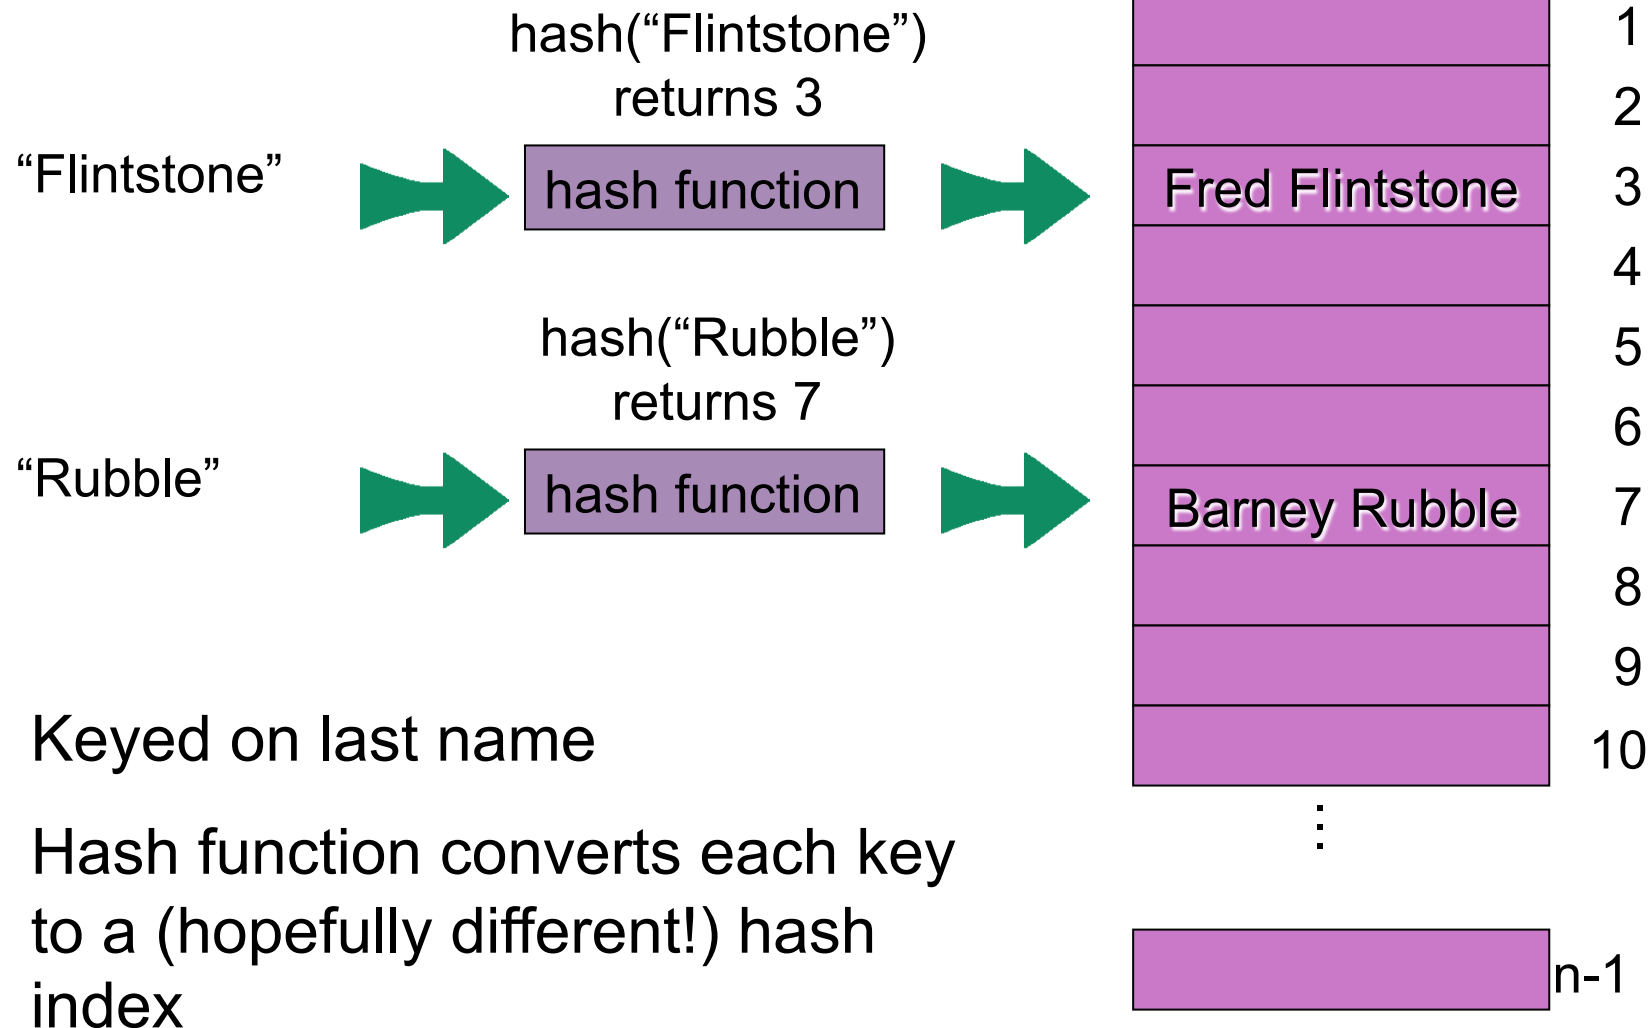 hash(“Flintstone”)
returns 3
“Flintstone”
hash function
hash(“Rubble”)
returns 7
“Rubble”
hash function
Keyed on last name
Hash function converts each key
to a (hopefully different!) hash
index
1
2
Fred Flintstone 3
4
5
6
Barney Rubble 7
8
9
10
⋮
n-1